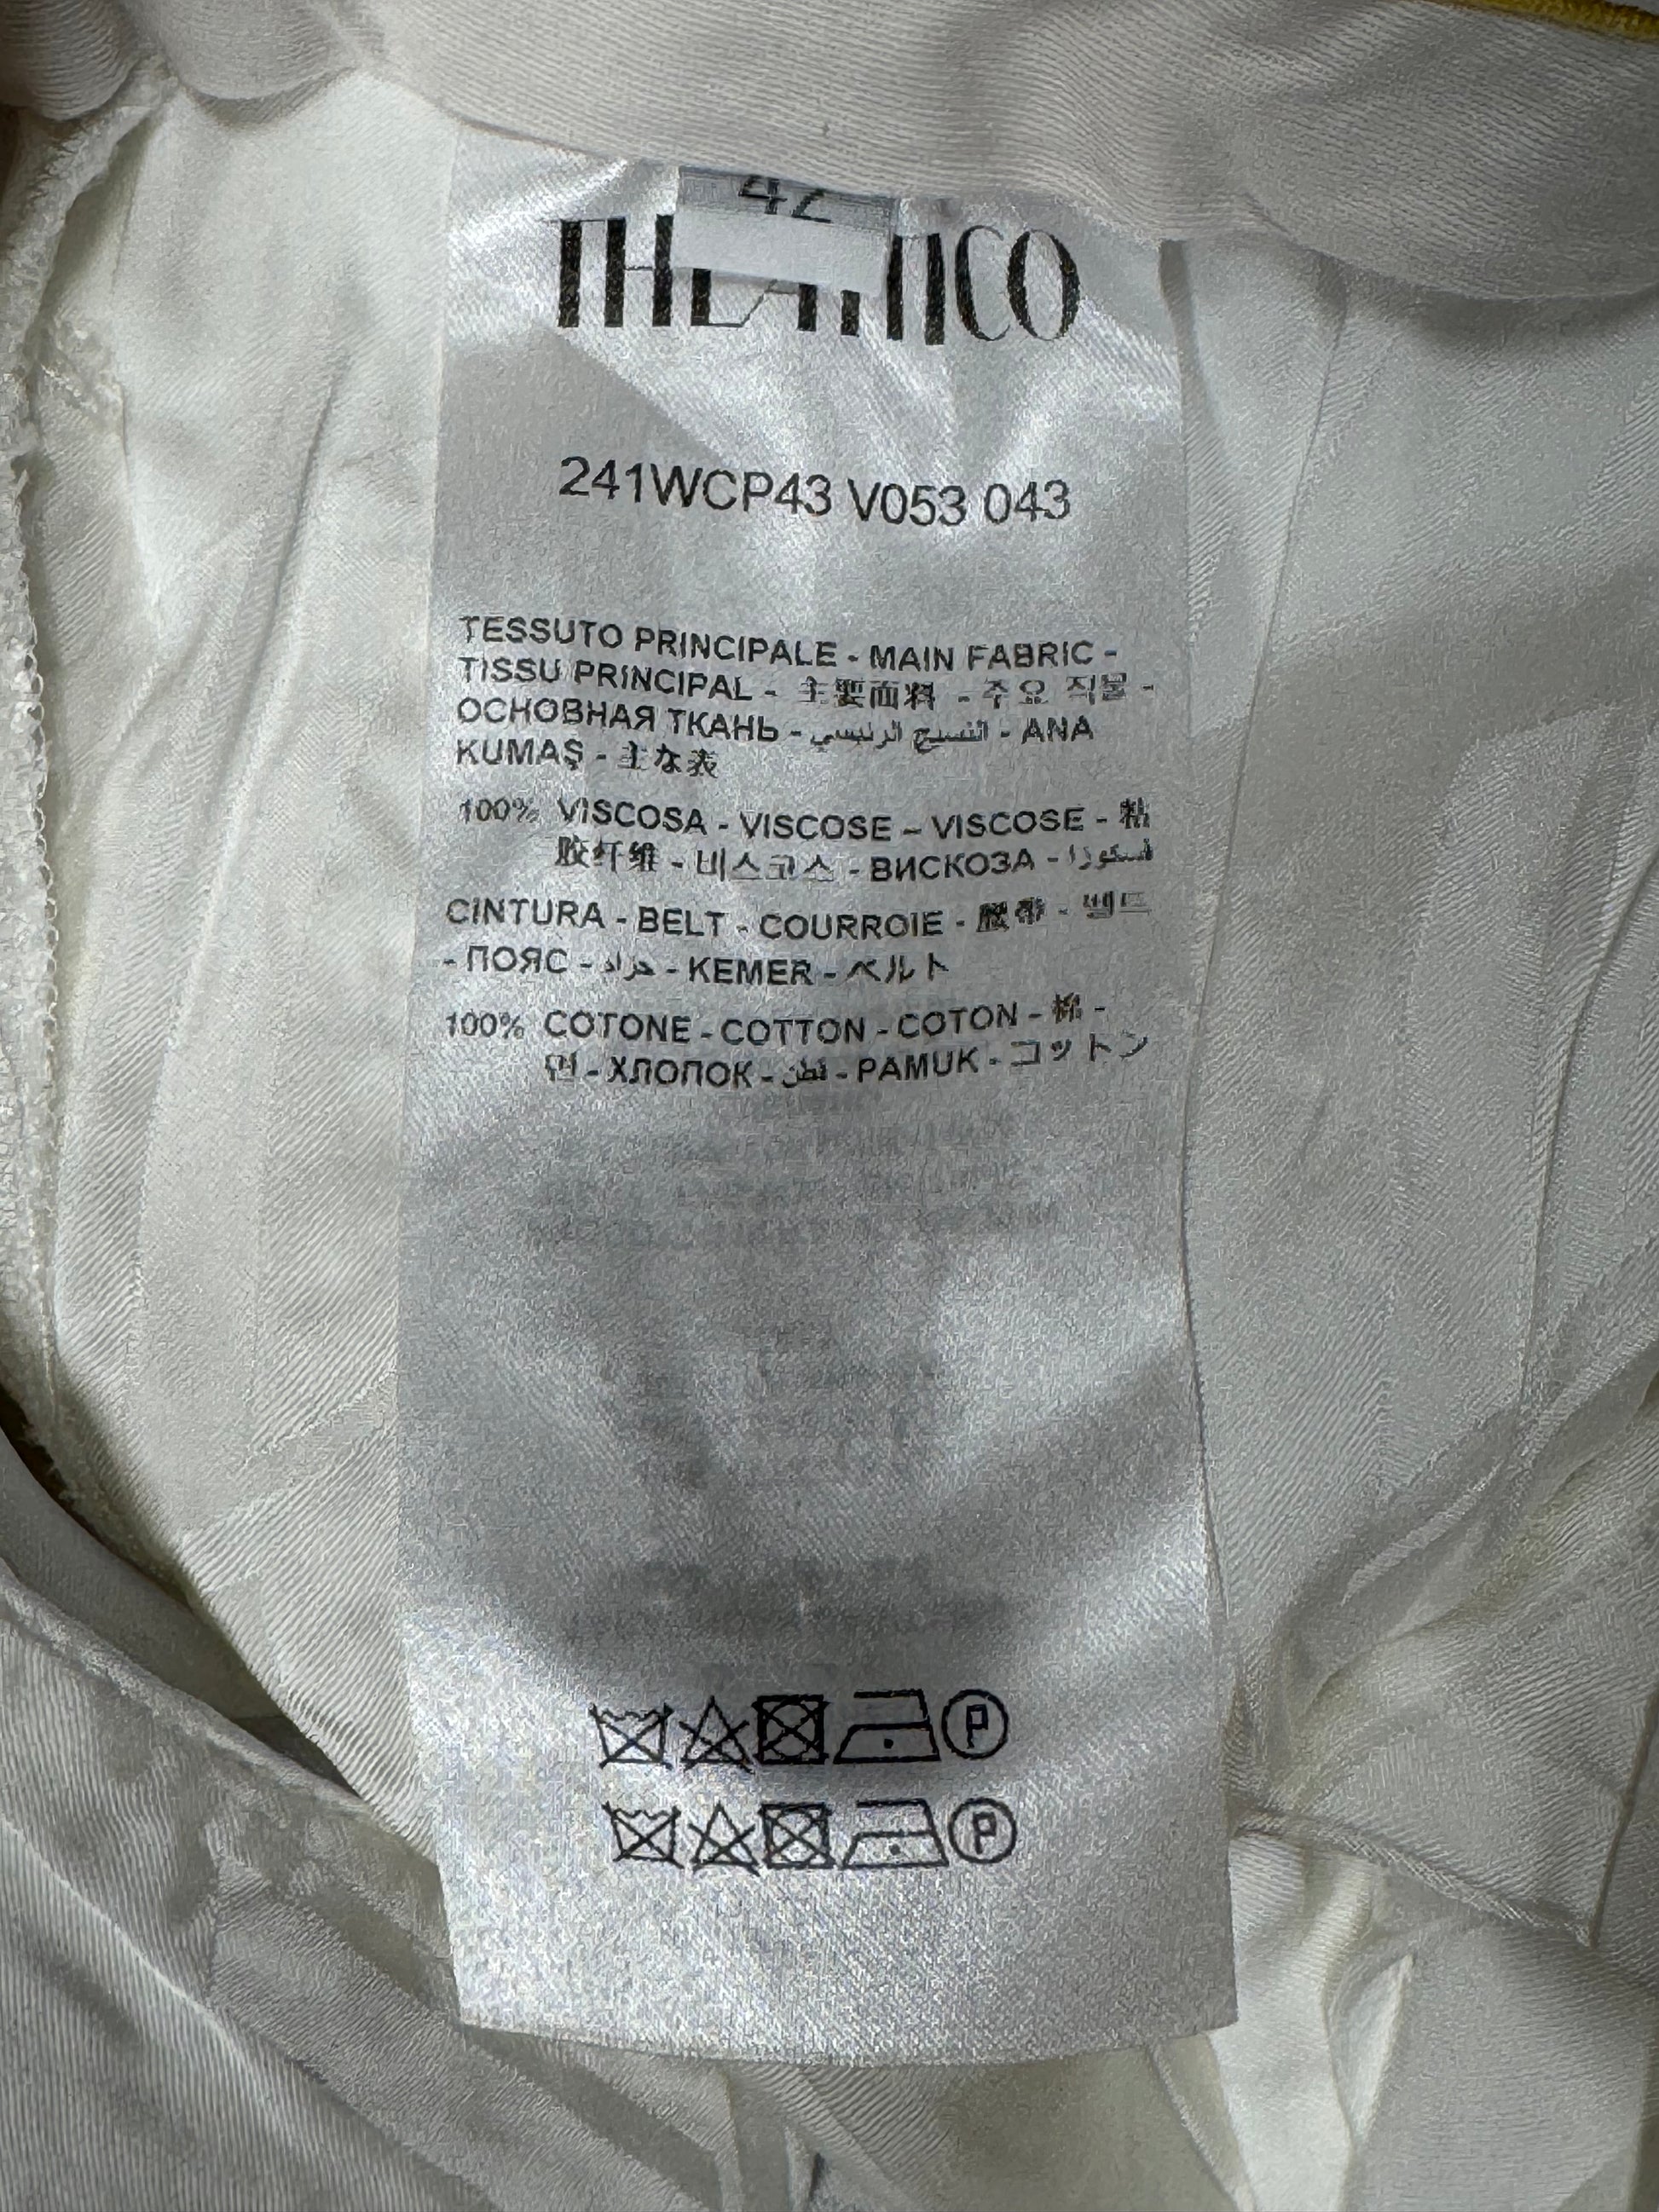 42
THE ATTICO
241WCP43 V053 043
TESSUTO PRINCIPALE - MAIN FABRIC -
TISSU PRINCIPAL - 主要面料 - 주요 직물 -
ОСНОВНАЯ ТКАНЬ - النسيج الرئيسي - ANA
KUMAŞ - 主な表
100% VISCOSA - VISCOSE – VISCOSE - 粘
胶纤维 - 비스코스 - ВИСКОЗА - فسكوزا
CINTURA - BELT - COURROIE - 腰带 - 벨트
- ПОЯС - حزام - KEMER - ベルト
100% COTONE - COTTON - COTON - 棉 -
면 - ХЛОПОК - قطن - PAMUK - コットン
P
P